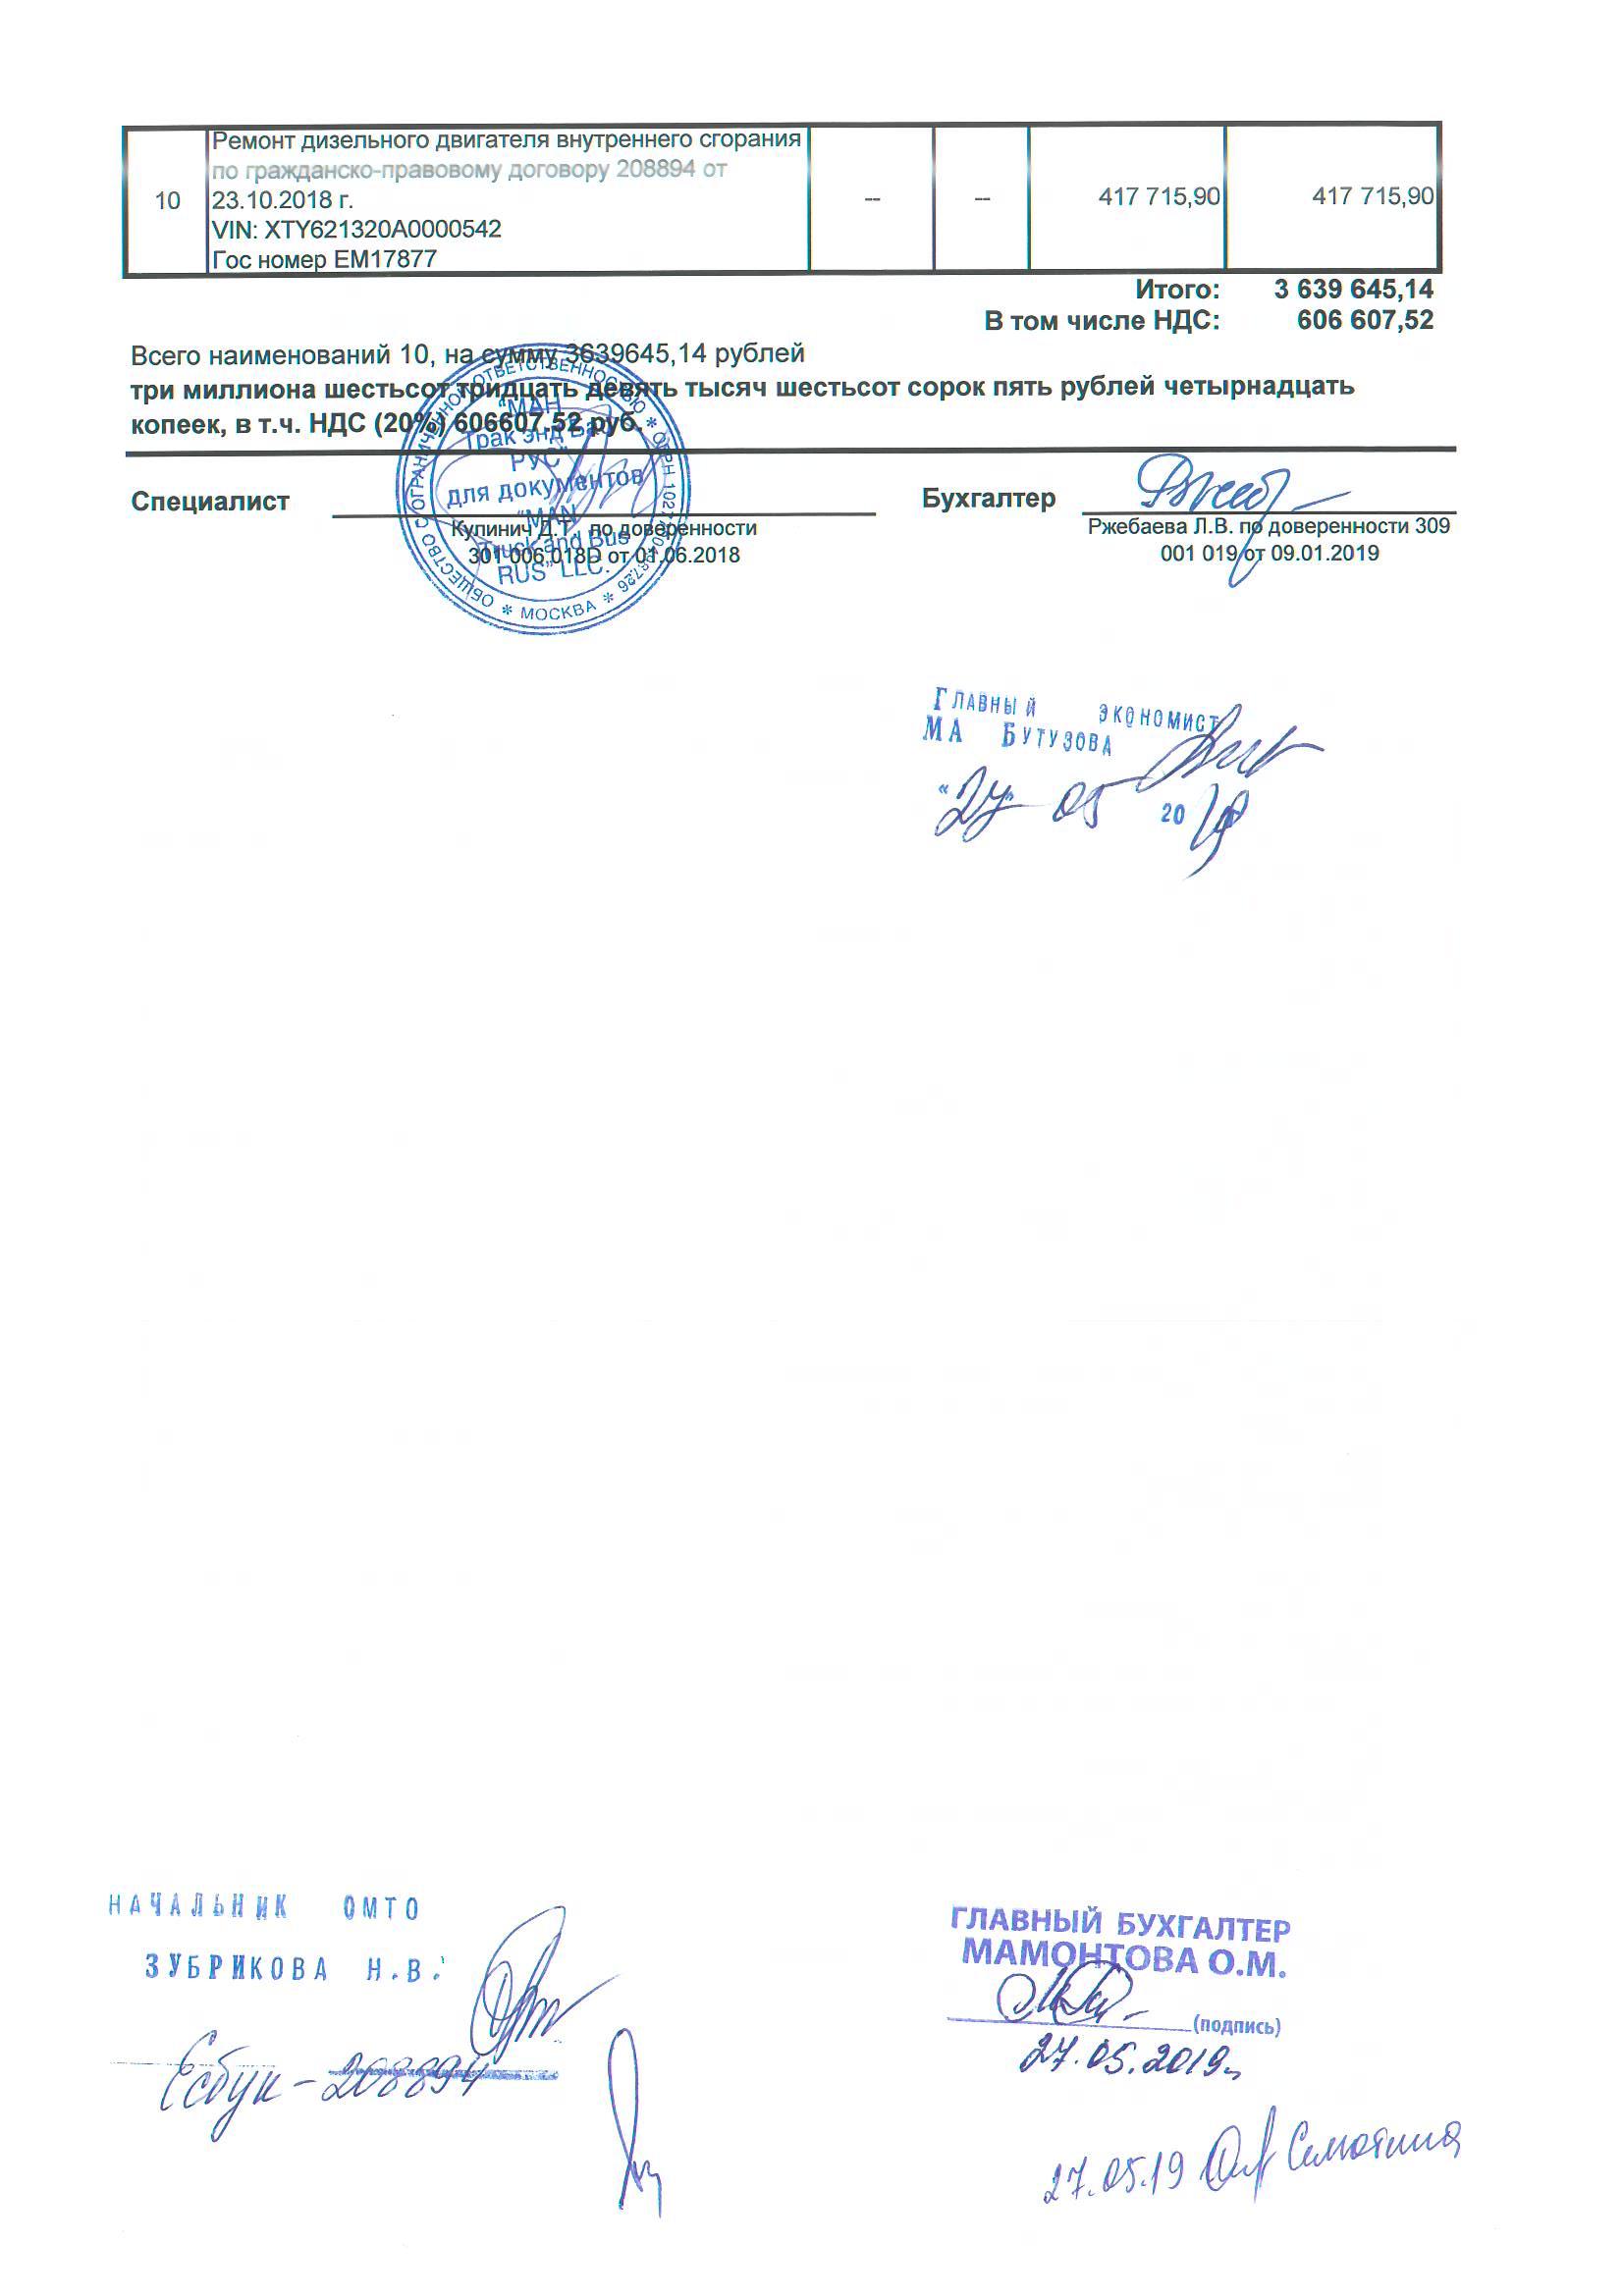 10
Ремонт дизельного двигателя внутреннего сгорания
по гражданско-правовому договору 208894 от
23.10.2018 г.
VIN: XTY621320A0000542
Гос номер ЕМ17877
--
--
417 715,90
417 715,90
Итого: 3 639 645,14
В том числе НДС: 606 607,52
Всего наименований 10, на сумму 3639645,14 рублей
три миллиона шестьсот тридцать девять тысяч шестьсот сорок пять рублей четырнадцать
копеек, в т.ч. НДС (20%) 606607,52 руб.
Специалист
Кулинич Д.Т. по доверенности
301 006 018D от 01.06.2018
Бухгалтер
Ржебаева Л.В. по доверенности 309
001 019 от 09.01.2019
ОБЩЕСТВО С ОГРАНИЧЕННОЙ ОТВЕТСТВЕННОСТЬЮ * ОГРН
* МОСКВА *
"МАН
Трак энд Бас
РУС"
для документов
"MAN
Truck and Bus
RUS" LLC.
Главный экономист
МА Бутузова
05 2019
НАЧАЛЬНИК ОМТО
ЗУБРИКОВА Н.В.
208894
ГЛАВНЫЙ БУХГАЛТЕР
МАМОНТОВА О.М.
(подпись)
27.05.2019г
27.05.19